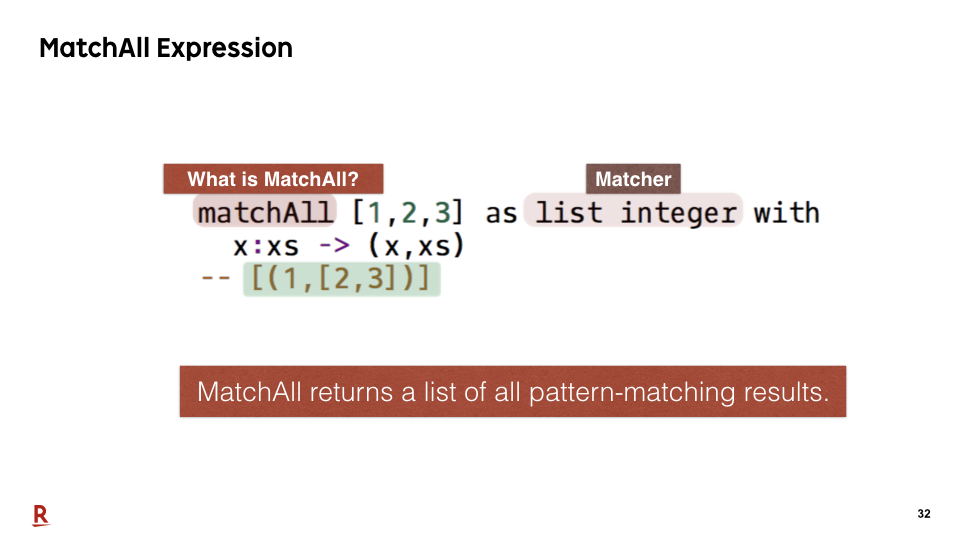 MatchAll Expression
What is MatchAll?
Matcher
matchAll [1,2,3] as list integer with
x:xs -> (x,xs)
-- [(1,[2,3])]
MatchAll returns a list of all pattern-matching results.
R
32